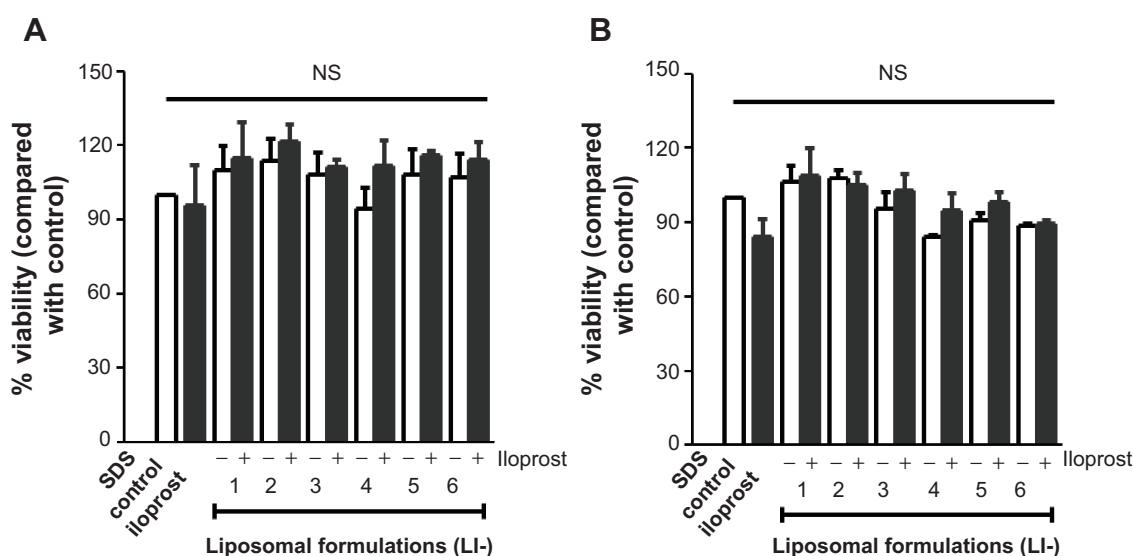 A
150
120
90
60
30
0
% viability (compared
with control)
NS
SDS
control
iloprost
− + − + − + − + − + − + Iloprost
1 2 3 4 5 6
Liposomal formulations (LI-)
B
150
120
90
60
30
0
% viability (compared
with control)
NS
SDS
control
iloprost
− + − + − + − + − + − + Iloprost
1 2 3 4 5 6
Liposomal formulations (LI-)